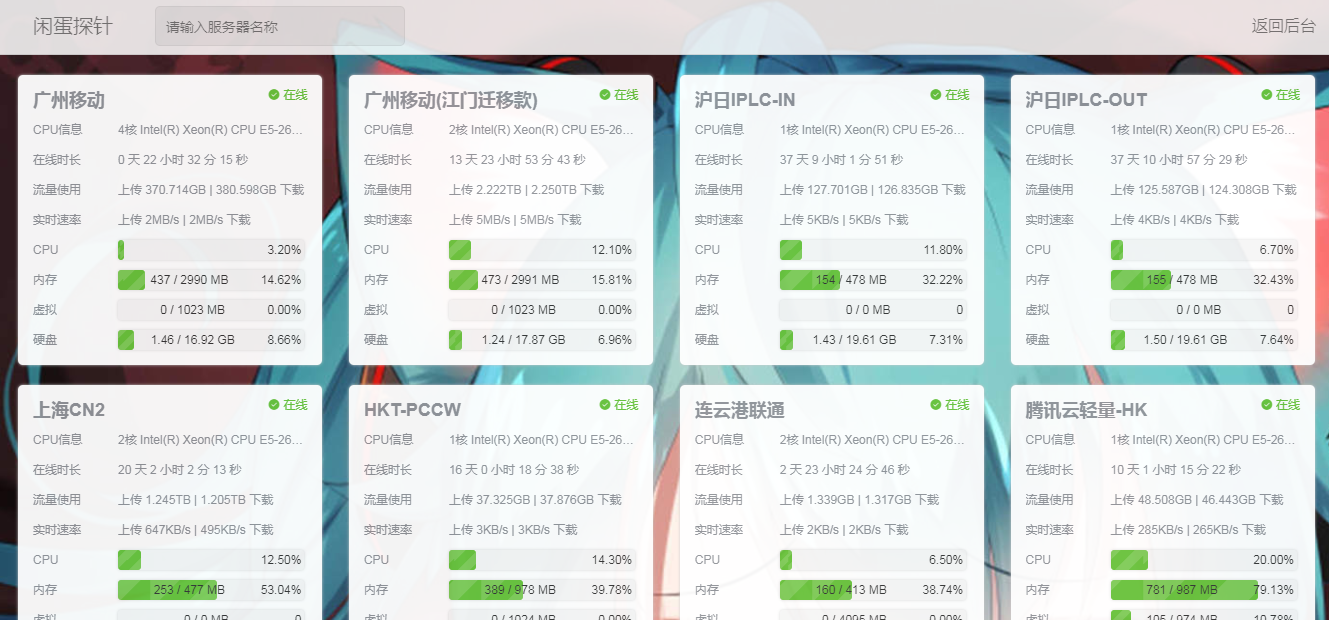 闲蛋探针 请输入服务器名称 返回后台
广州移动 在线
CPU信息 4核 Intel(R) Xeon(R) CPU E5-26...
在线时长 0 天 22 小时 32 分 15 秒
流量使用 上传 370.714GB | 380.598GB 下载
实时速率 上传 2MB/s | 2MB/s 下载
CPU 3.20%
内存 437 / 2990 MB 14.62%
虚拟 0 / 1023 MB 0.00%
硬盘 1.46 / 16.92 GB 8.66%
广州移动(江门迁移款) 在线
CPU信息 2核 Intel(R) Xeon(R) CPU E5-26...
在线时长 13 天 23 小时 53 分 43 秒
流量使用 上传 2.222TB | 2.250TB 下载
实时速率 上传 5MB/s | 5MB/s 下载
CPU 12.10%
内存 473 / 2991 MB 15.81%
虚拟 0 / 1023 MB 0.00%
硬盘 1.24 / 17.87 GB 6.96%
沪日IPLC-IN 在线
CPU信息 1核 Intel(R) Xeon(R) CPU E5-26...
在线时长 37 天 9 小时 1 分 51 秒
流量使用 上传 127.701GB | 126.835GB 下载
实时速率 上传 5KB/s | 5KB/s 下载
CPU 11.80%
内存 154 / 478 MB 32.22%
虚拟 0 / 0 MB 0
硬盘 1.43 / 19.61 GB 7.31%
沪日IPLC-OUT 在线
CPU信息 1核 Intel(R) Xeon(R) CPU E5-26...
在线时长 37 天 10 小时 57 分 29 秒
流量使用 上传 125.587GB | 124.308GB 下载
实时速率 上传 4KB/s | 4KB/s 下载
CPU 6.70%
内存 155 / 478 MB 32.43%
虚拟 0 / 0 MB 0
硬盘 1.50 / 19.61 GB 7.64%
上海CN2 在线
CPU信息 2核 Intel(R) Xeon(R) CPU E5-26...
在线时长 20 天 2 小时 2 分 13 秒
流量使用 上传 1.245TB | 1.205TB 下载
实时速率 上传 647KB/s | 495KB/s 下载
CPU 12.50%
内存 253 / 477 MB 53.04%
虚拟 0 / 0 MB 0
HKT-PCCW 在线
CPU信息 1核 Intel(R) Xeon(R) CPU E5-26...
在线时长 16 天 0 小时 18 分 38 秒
流量使用 上传 37.325GB | 37.876GB 下载
实时速率 上传 3KB/s | 3KB/s 下载
CPU 14.30%
内存 389 / 978 MB 39.78%
虚拟 0 / 1024 MB 0.00%
连云港联通 在线
CPU信息 2核 Intel(R) Xeon(R) CPU E5-26...
在线时长 2 天 23 小时 24 分 46 秒
流量使用 上传 1.339GB | 1.317GB 下载
实时速率 上传 2KB/s | 2KB/s 下载
CPU 6.50%
内存 160 / 413 MB 38.74%
虚拟 0 / 4095 MB 0.00%
腾讯云轻量-HK 在线
CPU信息 1核 Intel(R) Xeon(R) CPU E5-26...
在线时长 10 天 1 小时 15 分 22 秒
流量使用 上传 48.508GB | 46.443GB 下载
实时速率 上传 285KB/s | 265KB/s 下载
CPU 20.00%
内存 781 / 987 MB 79.13%
虚拟 105 / 974 MB 10.78%